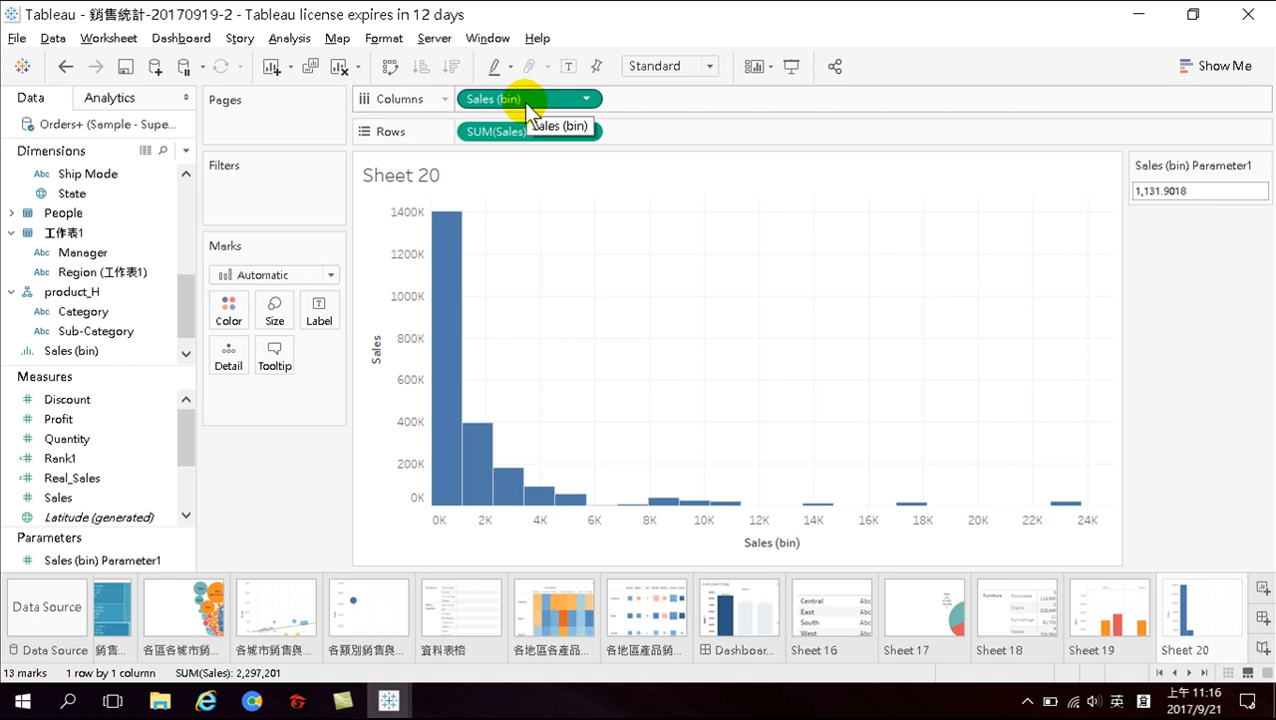 Tableau - 銷售統計-20170919-2 - Tableau license expires in 12 days
File Data Worksheet Dashboard Story Analysis Map Format Server Window Help
Standard
Show Me
Data Analytics
Orders+ (Sample - Supe...
Dimensions
Ship Mode
State
People
工作表1
Manager
Region (工作表1)
product_H
Category
Sub-Category
Sales (bin)
Measures
Discount
Profit
Quantity
Rank1
Real_Sales
Sales
Latitude (generated)
Parameters
Sales (bin) Parameter1
Pages
Filters
Marks
Automatic
Color Size Label
Detail Tooltip
Columns Sales (bin)
Rows SUM(Sales)
Sales (bin)
Sheet 20
1400K
1200K
1000K
800K
600K
400K
200K
0K
Sales
0K 2K 4K 6K 8K 10K 12K 14K 16K 18K 20K 22K 24K
Sales (bin)
Sales (bin) Parameter1
1,131.9018
Data Source
Central Abc
East Abc
South Abc
West Abc
Furniture
Data Source 銷售... 各區各城市銷... 各城市銷售與... 各類別銷售與... 資料表格 各地區各產品... 各地區產品銷... Dashboar... Sheet 16 Sheet 17 Sheet 18 Sheet 19 Sheet 20
13 marks 1 row by 1 column SUM(Sales): 2,297,201
英
上午 11:16
2017/9/21